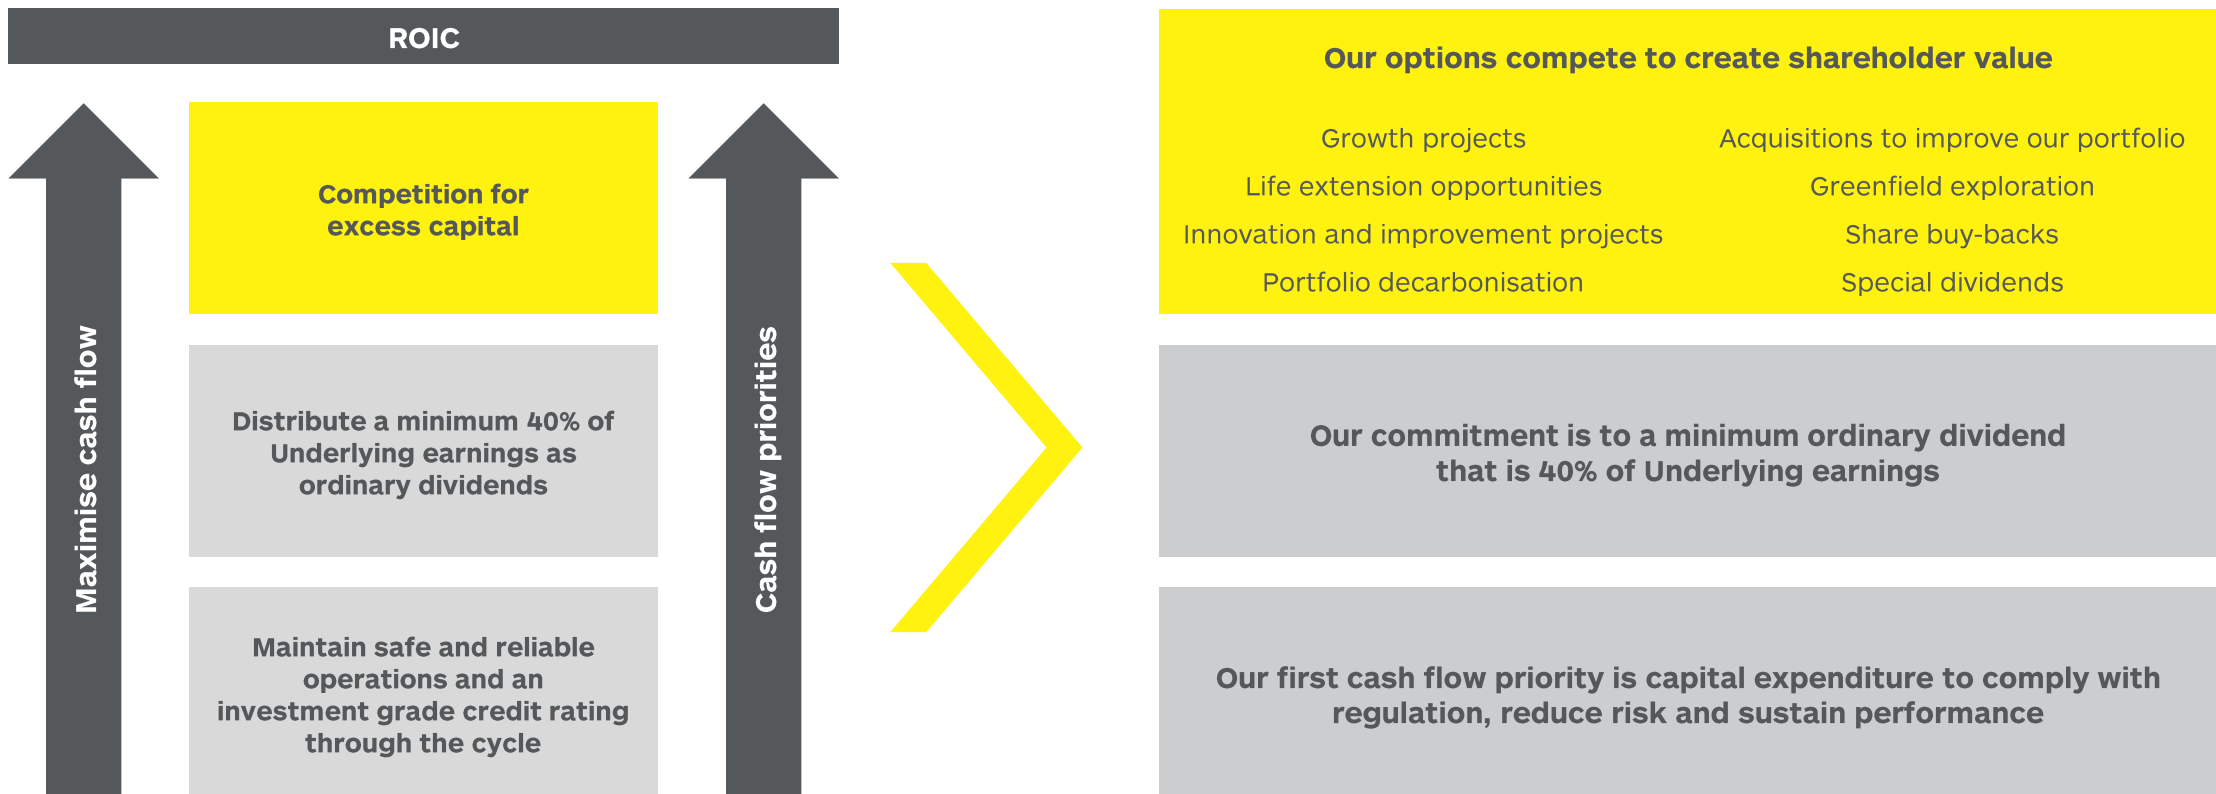 ROIC
Maximise cash flow
Competition for
excess capital
Distribute a minimum 40% of
Underlying earnings as
ordinary dividends
Maintain safe and reliable
operations and an
investment grade credit rating
through the cycle
Cash flow priorities
Our options compete to create shareholder value
Growth projects
Life extension opportunities
Innovation and improvement projects
Portfolio decarbonisation
Acquisitions to improve our portfolio
Greenfield exploration
Share buy-backs
Special dividends
Our commitment is to a minimum ordinary dividend
that is 40% of Underlying earnings
Our first cash flow priority is capital expenditure to comply with
regulation, reduce risk and sustain performance